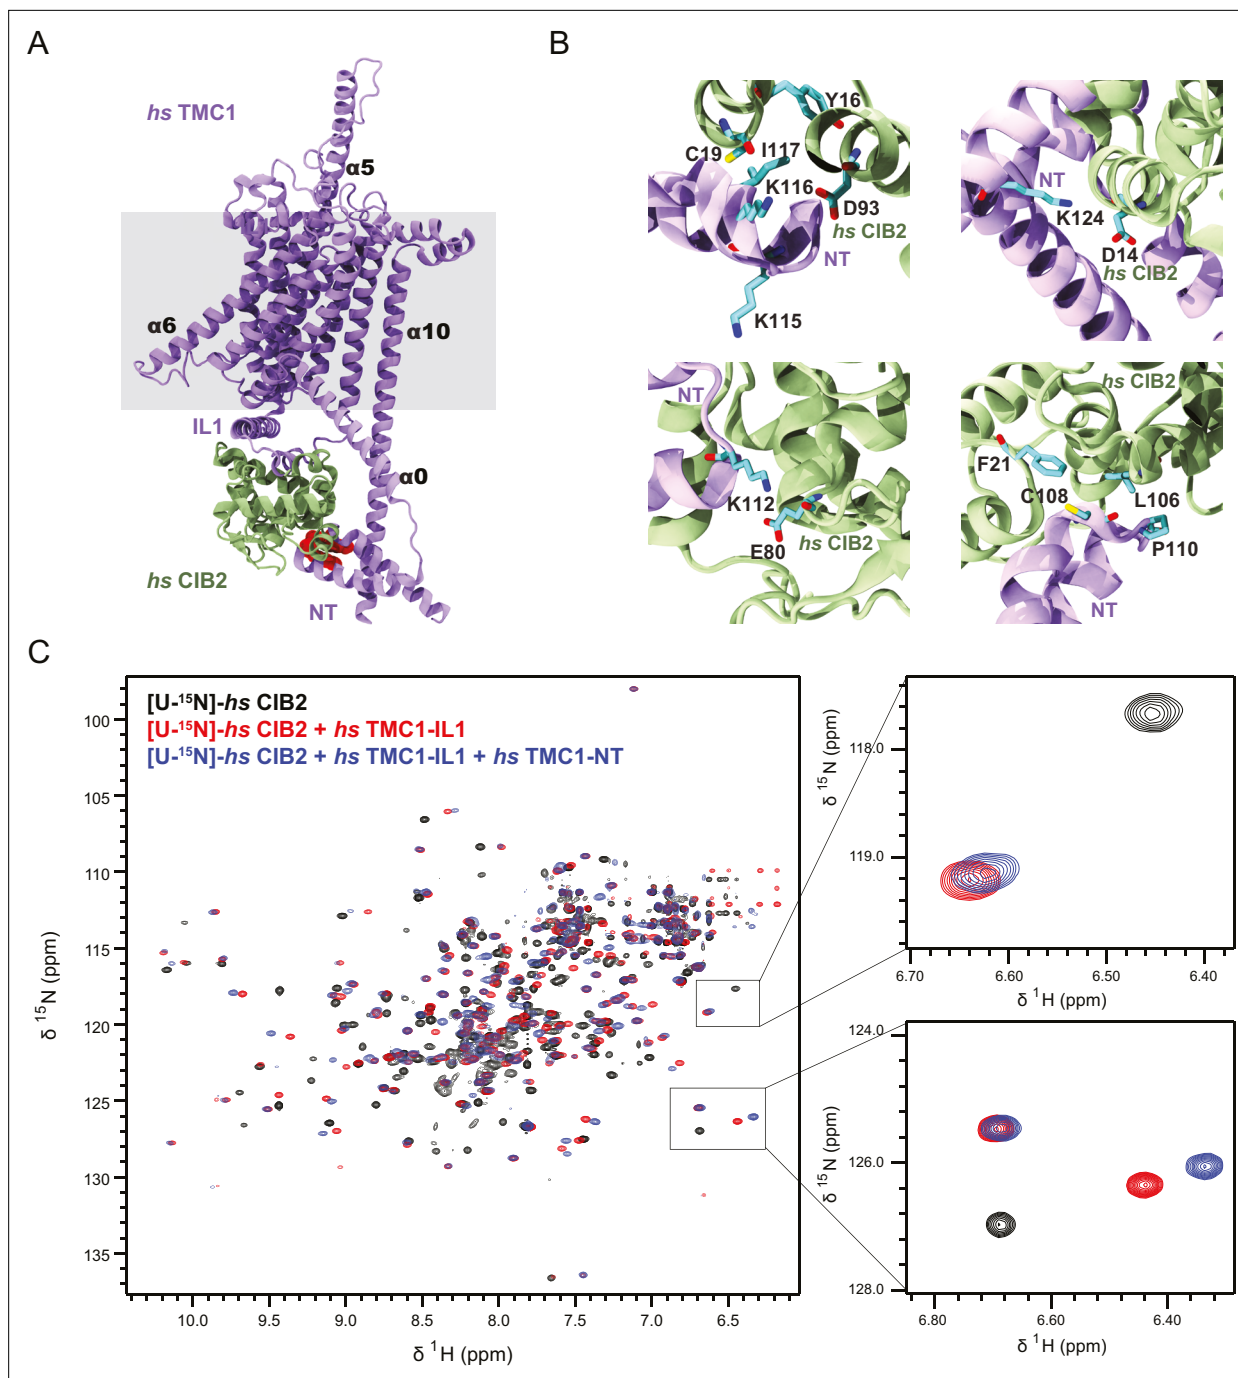 A
hs TMC1
α5
α6
α10
IL1
α0
hs CIB2
NT
B
Y16
C19
I117
K116
D93
hs CIB2
NT
K115
NT
K124
D14
hs CIB2
NT
K112
E80
hs CIB2
hs CIB2
F21
C108
L106
P110
NT
C
[U-¹⁵N]-hs CIB2
[U-¹⁵N]-hs CIB2 + hs TMC1-IL1
[U-¹⁵N]-hs CIB2 + hs TMC1-IL1 + hs TMC1-NT
δ ¹⁵N (ppm)
100
105
110
115
120
125
130
135
10.0 9.5 9.0 8.5 8.0 7.5 7.0 6.5
δ ¹H (ppm)
δ ¹⁵N (ppm)
118.0
119.0
6.70 6.60 6.50 6.40
δ ¹H (ppm)
δ ¹⁵N (ppm)
124.0
126.0
128.0
6.80 6.60 6.40
δ ¹H (ppm)